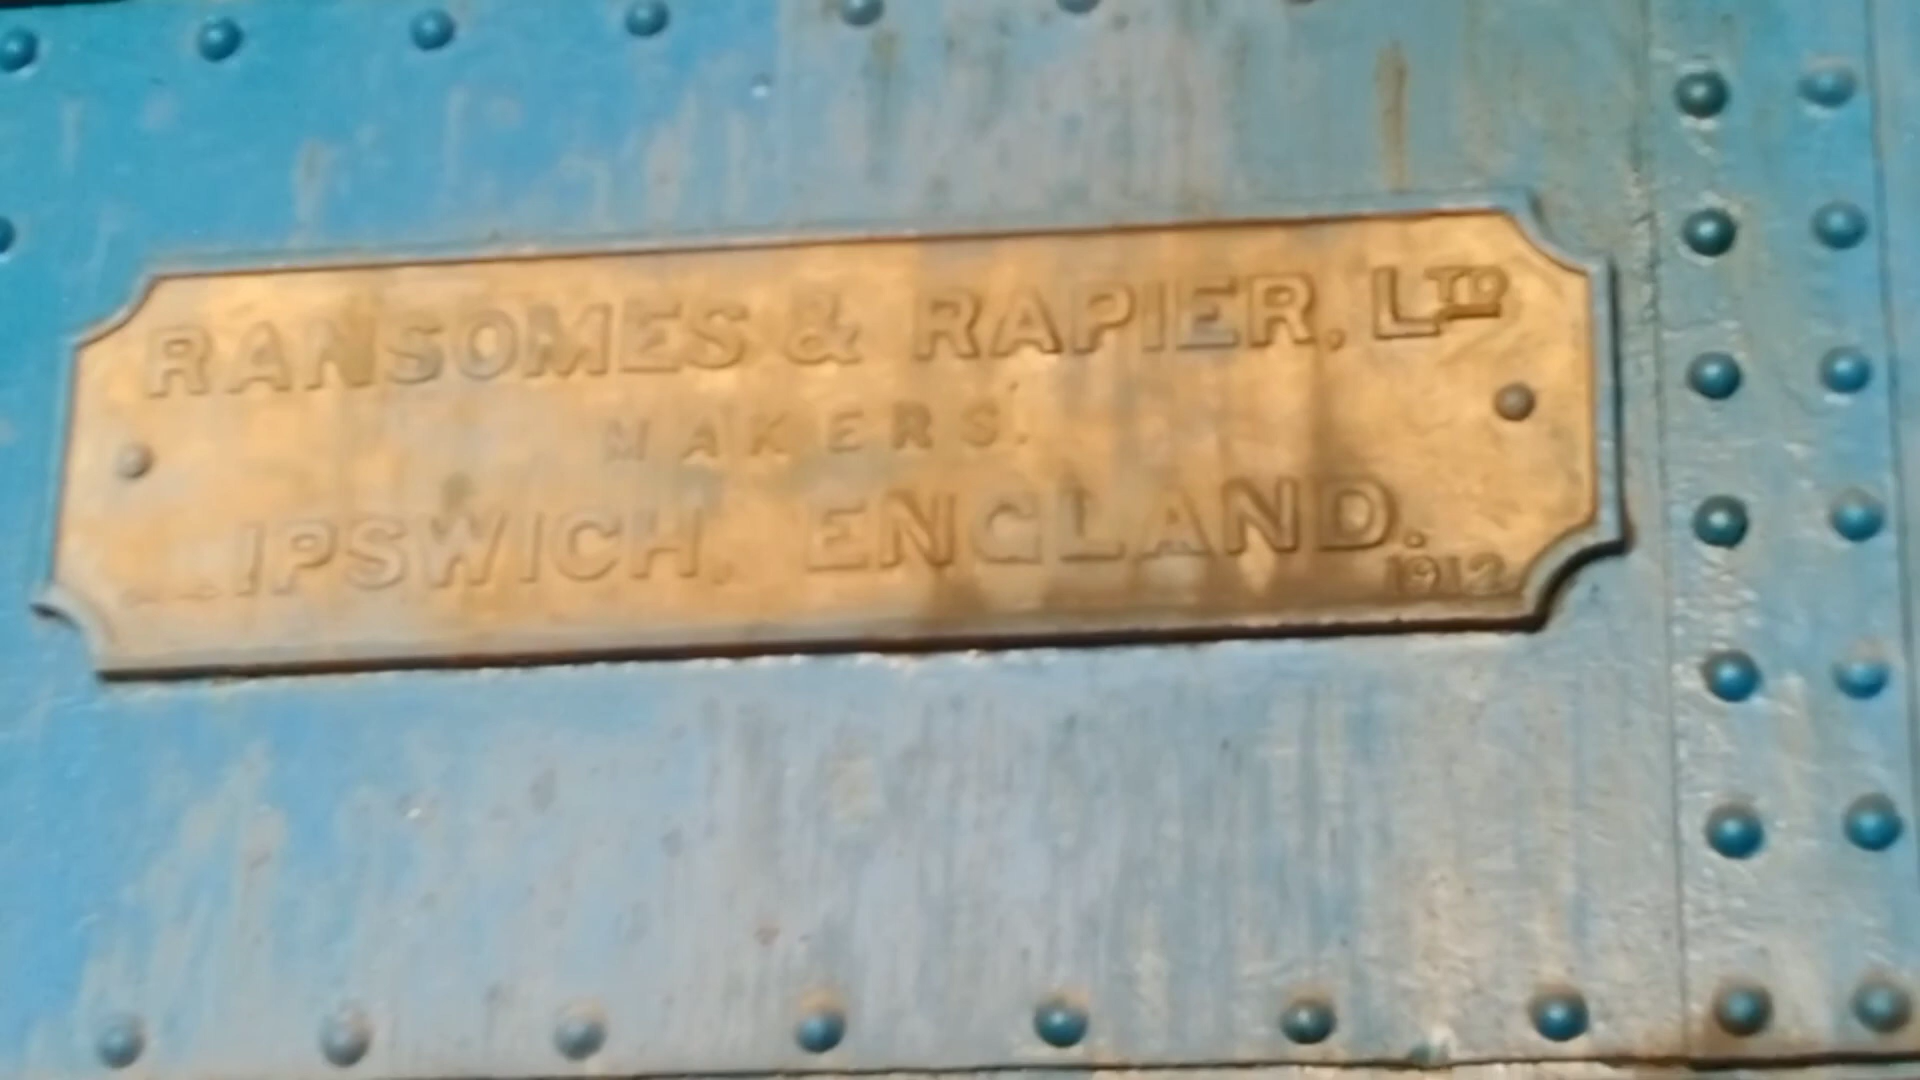 RANSOMES & RAPIER, LTD
MAKERS.
IPSWICH, ENGLAND.
1912